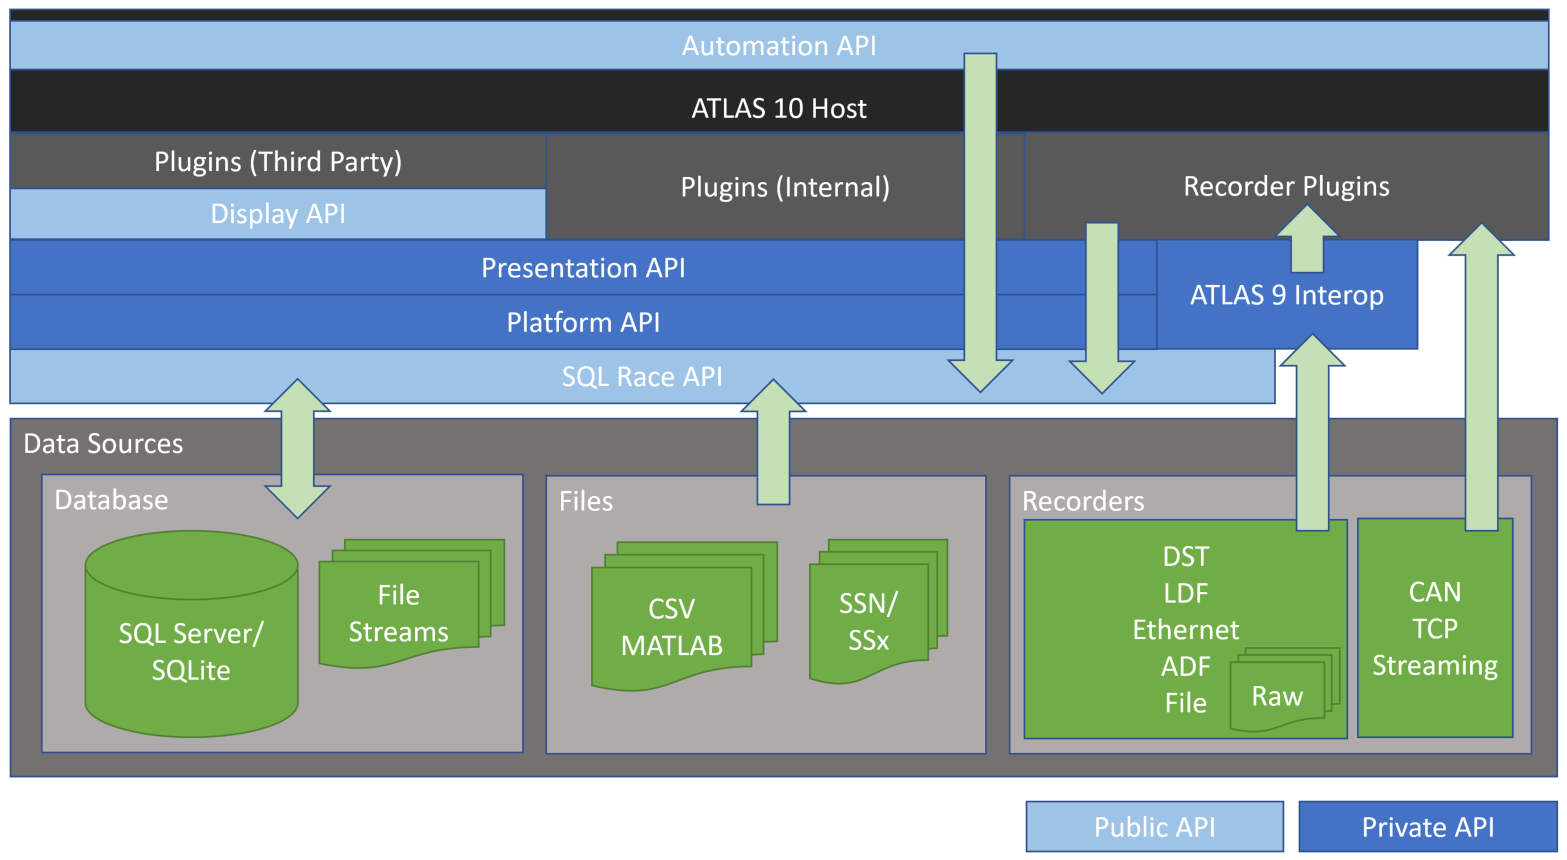 Automation API
ATLAS 10 Host
Plugins (Third Party)
Plugins (Internal)
Recorder Plugins
Display API
Presentation API
ATLAS 9 Interop
Platform API
SQL Race API
Data Sources
Database
SQL Server/
SQLite
File
Streams
Files
CSV
MATLAB
SSN/
SSx
Recorders
DST
LDF
Ethernet
ADF
File
Raw
CAN
TCP
Streaming
Public API
Private API